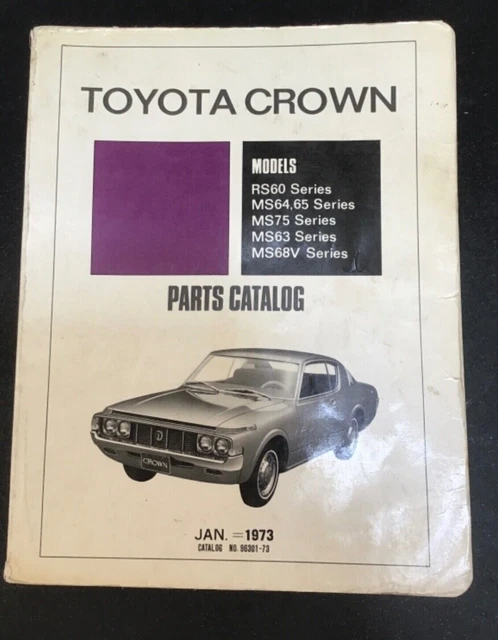 TOYOTA CROWN
MODELS
RS60 Series
MS64,65 Series
MS75 Series
MS63 Series
MS68V Series
PARTS CATALOG
CROWN
JAN. = 1973
CATALOG NO. 96301-73